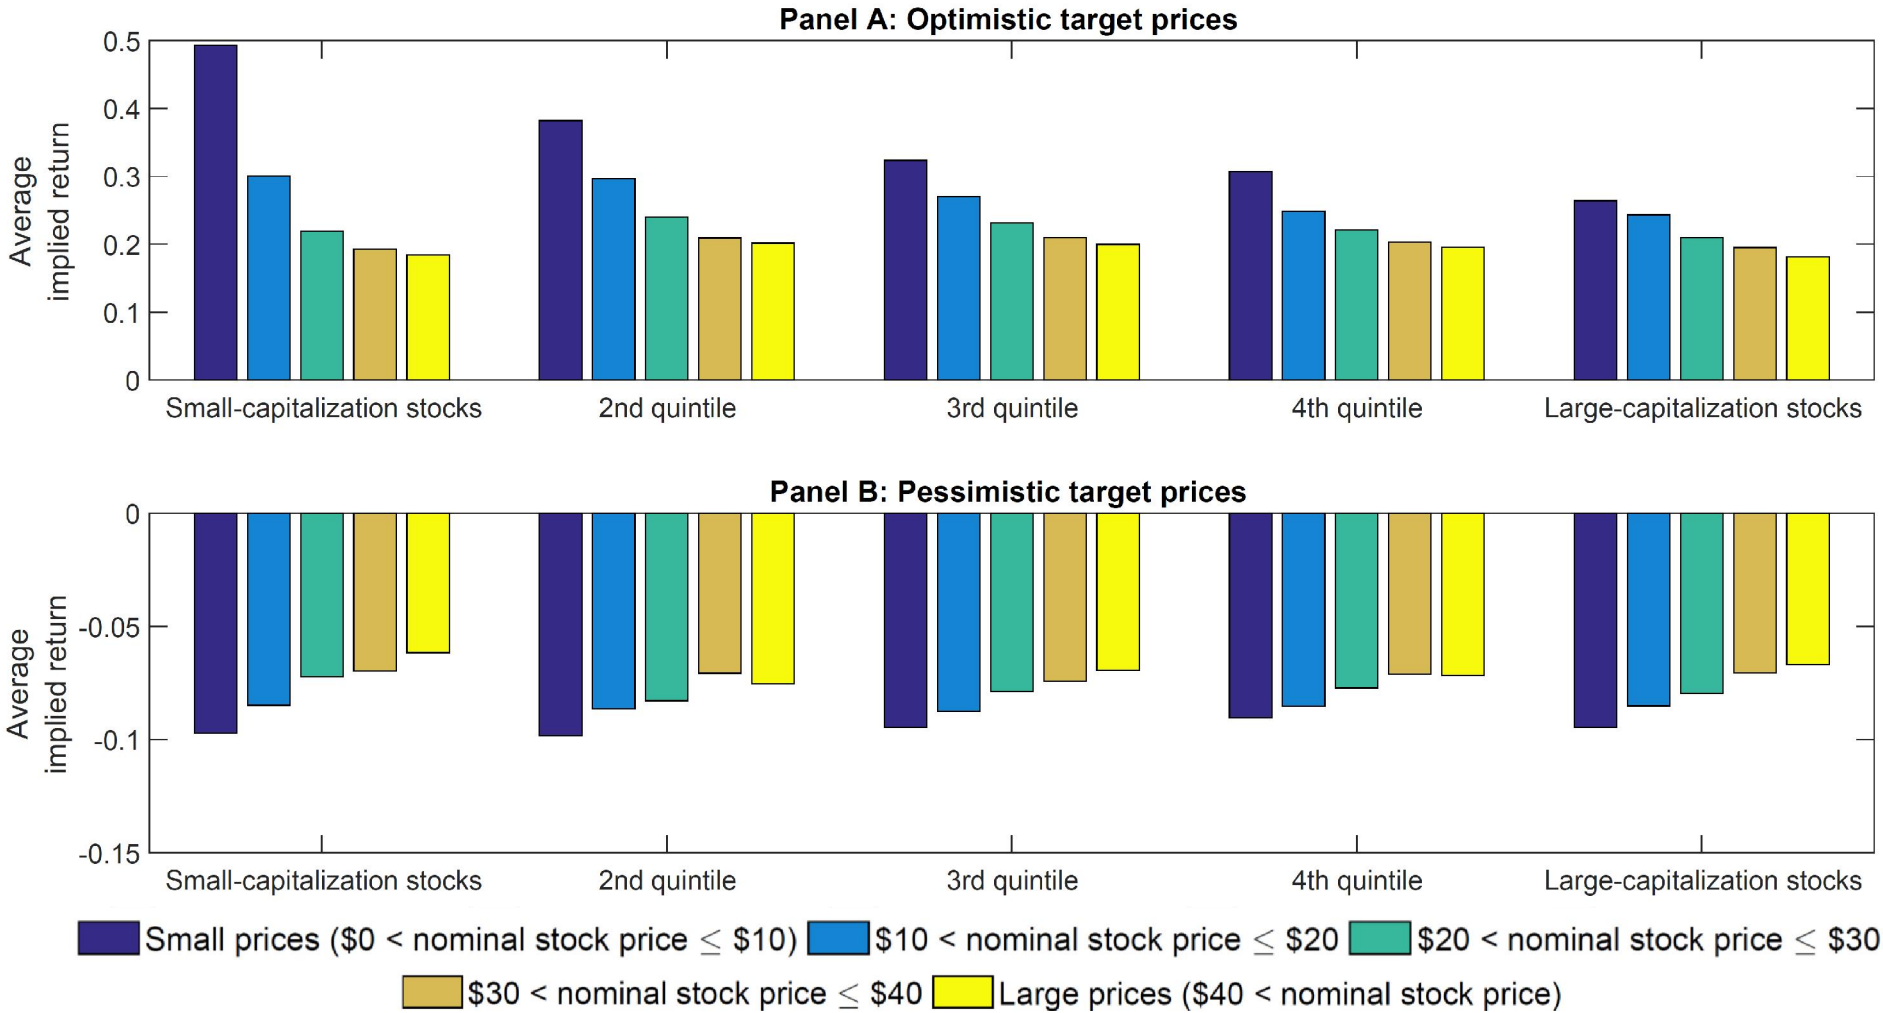 Panel A: Optimistic target prices
Average
implied return
0.5
0.4
0.3
0.2
0.1
0
Small-capitalization stocks
2nd quintile
3rd quintile
4th quintile
Large-capitalization stocks
Panel B: Pessimistic target prices
Average
implied return
0
-0.05
-0.1
-0.15
Small-capitalization stocks
2nd quintile
3rd quintile
4th quintile
Large-capitalization stocks
Small prices ($0 < nominal stock price ≤ $10)
$10 < nominal stock price ≤ $20
$20 < nominal stock price ≤ $30
$30 < nominal stock price ≤ $40
Large prices ($40 < nominal stock price)